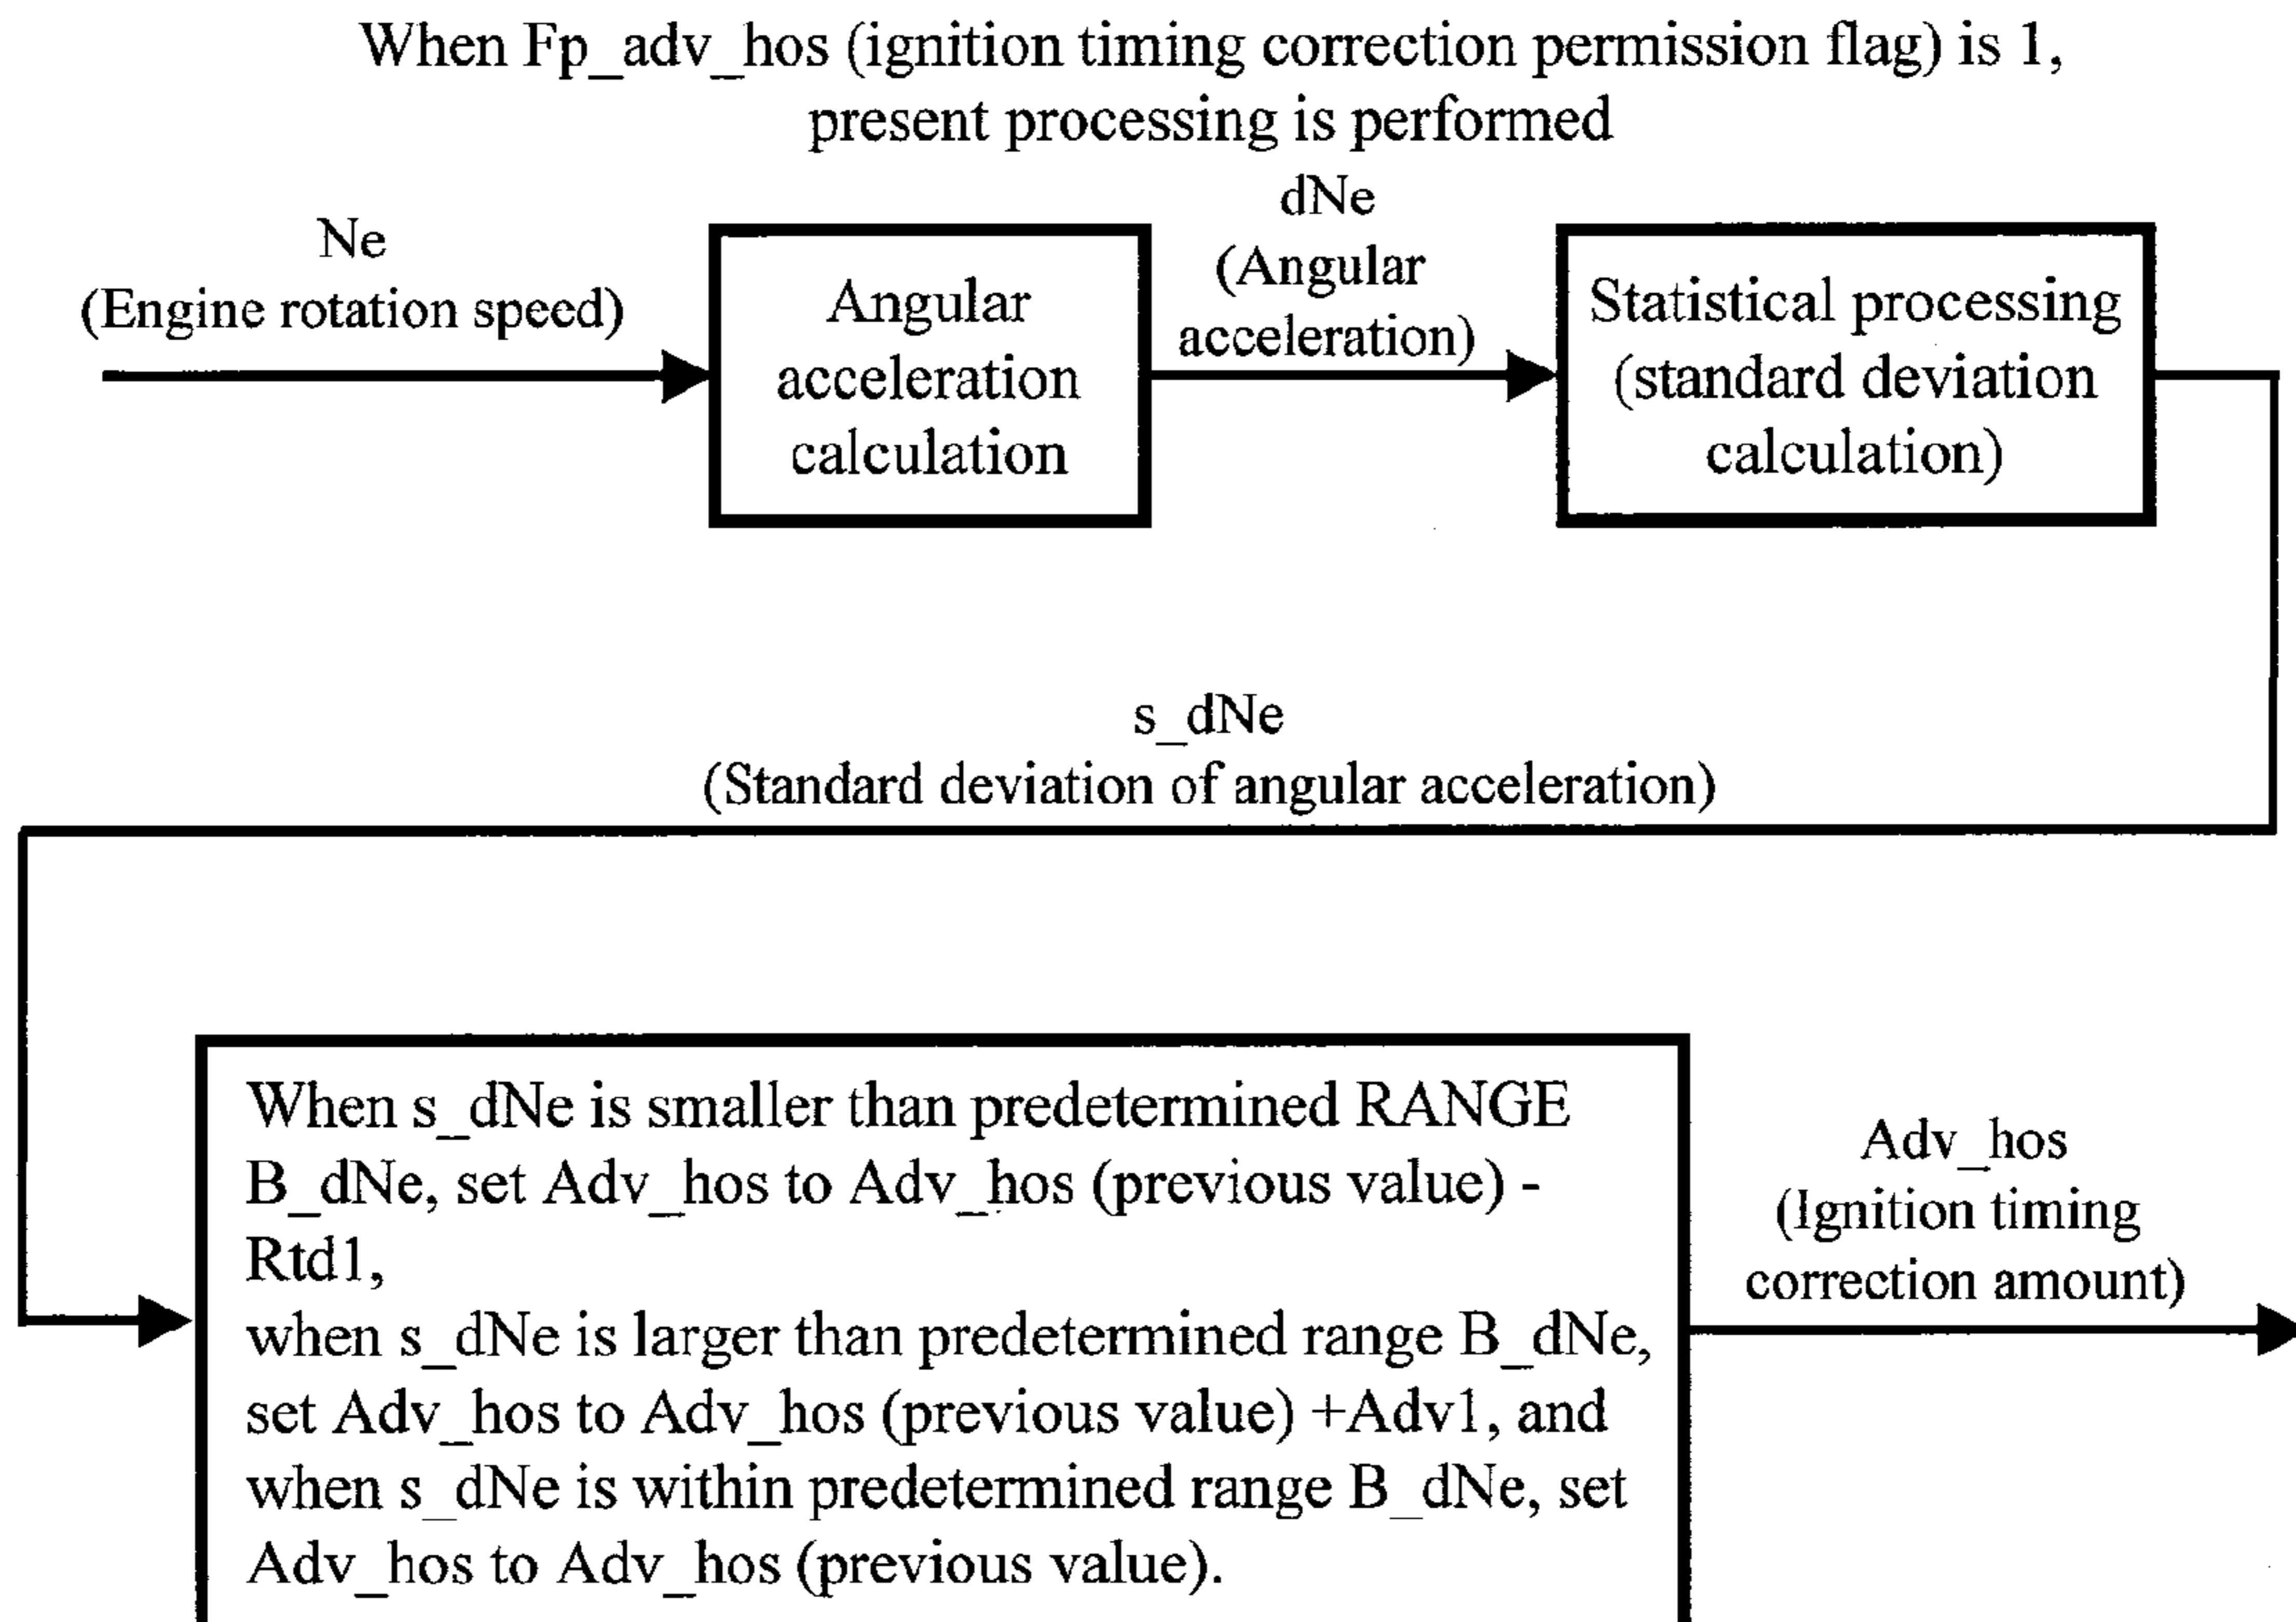 When Fp_adv_hos (ignition timing correction permission flag) is 1,
present processing is performed
Ne
(Engine rotation speed)
Angular
acceleration
calculation
dNe
(Angular
acceleration)
Statistical processing
(standard deviation
calculation)
s_dNe
(Standard deviation of angular acceleration)
When s_dNe is smaller than predetermined RANGE
B_dNe, set Adv_hos to Adv_hos (previous value) -
Rtd1,
when s_dNe is larger than predetermined range B_dNe,
set Adv_hos to Adv_hos (previous value) +Adv1, and
when s_dNe is within predetermined range B_dNe, set
Adv_hos to Adv_hos (previous value).
Adv_hos
(Ignition timing
correction amount)